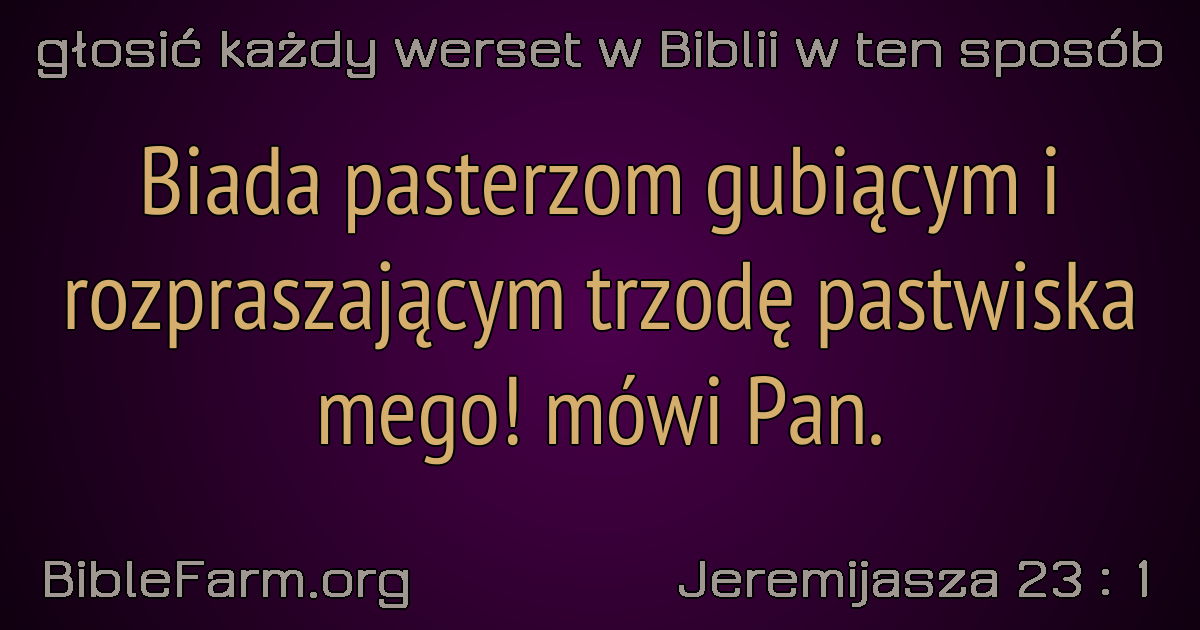 głosić każdy werset w Biblii w ten sposób
Biada pasterzom gubiącym i
rozpraszającym trzodę pastwiska
mego! mówi Pan.
BibleFarm.org
Jeremijasza 23 : 1